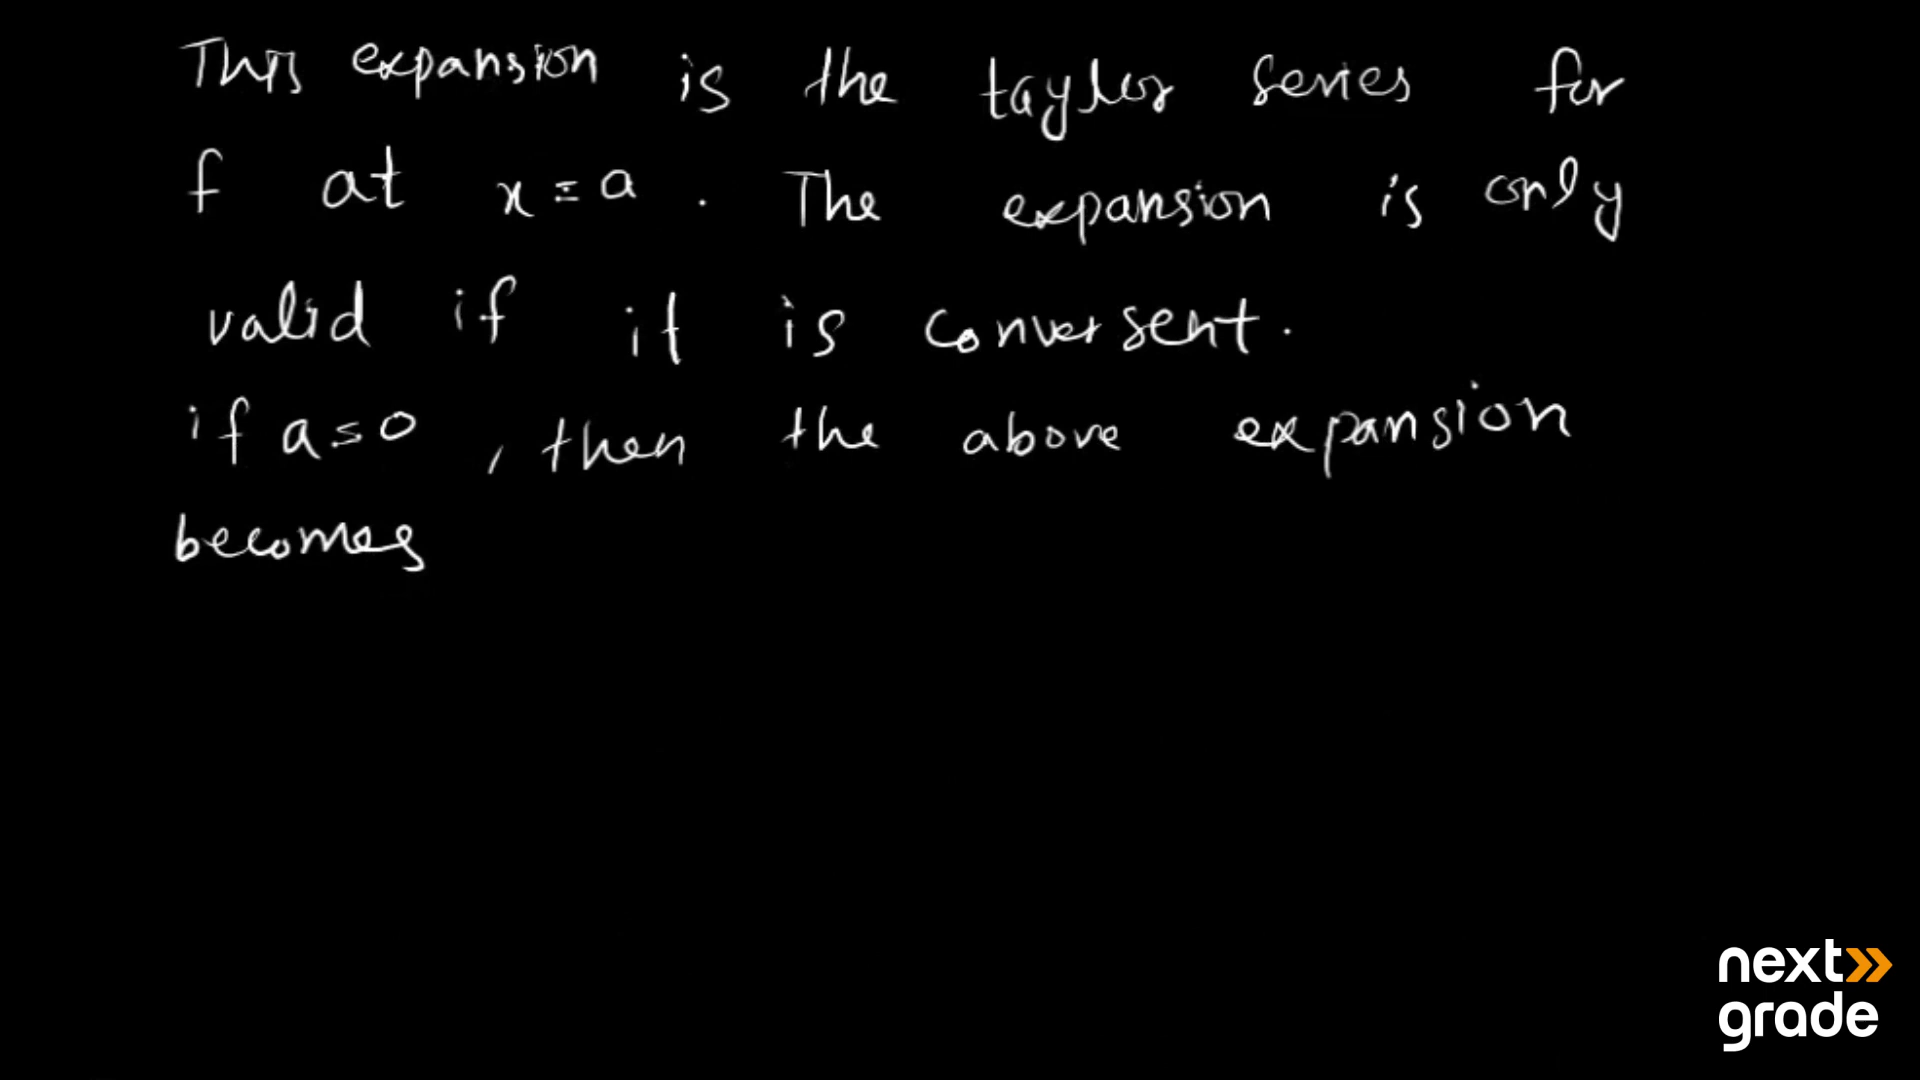 This expansion is the taylor series for
f at x = a . The expansion is only
valid if it is conversent.
if a = 0 , then the above expansion
becomes
next
grade